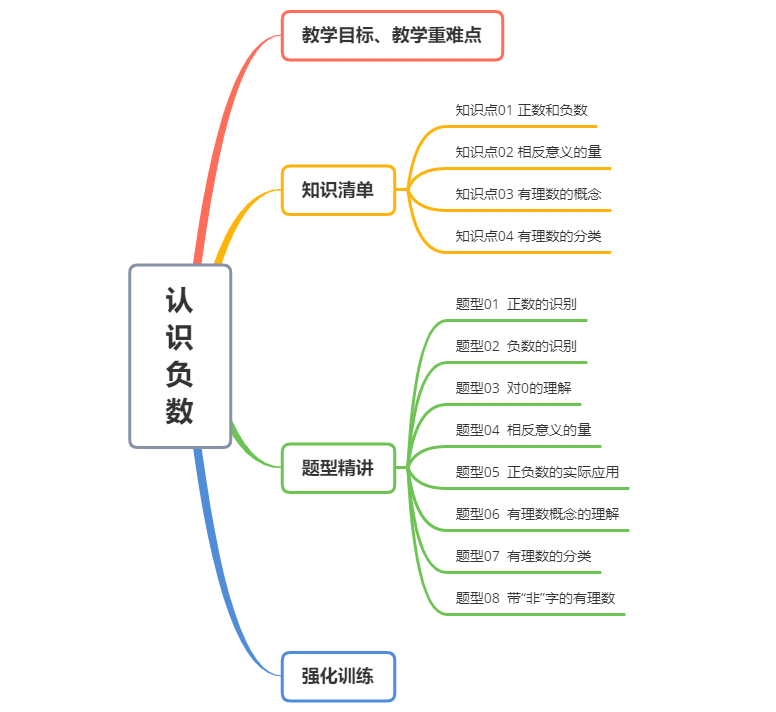 教学目标、教学重难点
知识点01 正数和负数
知识点02 相反意义的量
知识清单
知识点03 有理数的概念
知识点04 有理数的分类
认
识
负
数
题型01 正数的识别
题型02 负数的识别
题型03 对0的理解
题型04 相反意义的量
题型精讲
题型05 正负数的实际应用
题型06 有理数概念的理解
题型07 有理数的分类
题型08 带“非”字的有理数
强化训练